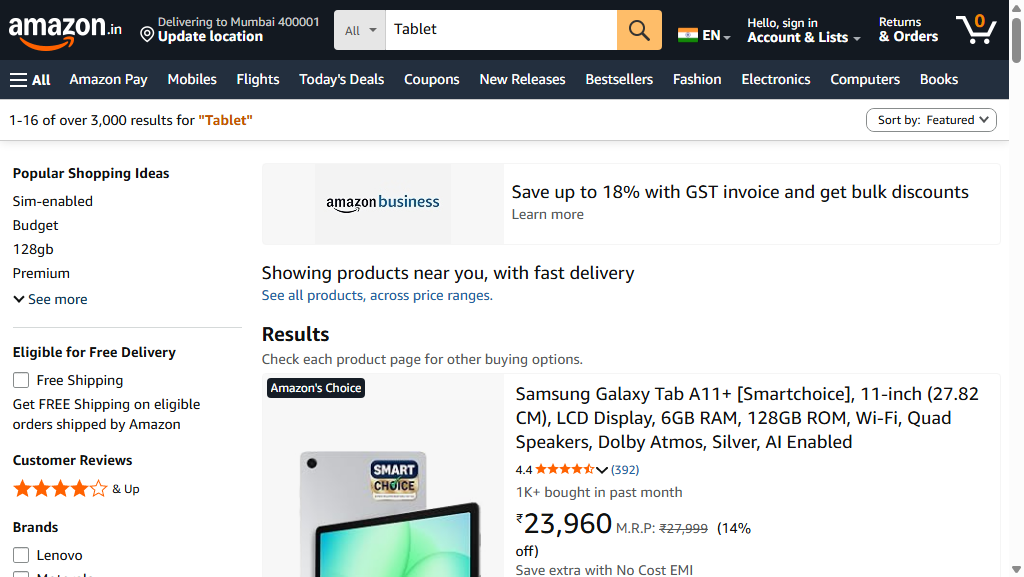 amazon.in
Delivering to Mumbai 400001
Update location
All
Tablet
EN
Hello, sign in
Account & Lists
Returns
& Orders
0
All
Amazon Pay
Mobiles
Flights
Today's Deals
Coupons
New Releases
Bestsellers
Fashion
Electronics
Computers
Books
1-16 of over 3,000 results for "Tablet"
Sort by: Featured
Popular Shopping Ideas
Sim-enabled
Budget
128gb
Premium
See more
Eligible for Free Delivery
Free Shipping
Get FREE Shipping on eligible
orders shipped by Amazon
Customer Reviews
& Up
Brands
Lenovo
amazon business
Save up to 18% with GST invoice and get bulk discounts
Learn more
Showing products near you, with fast delivery
See all products, across price ranges.
Results
Check each product page for other buying options.
Amazon's Choice
SMART
CHOICE
Samsung Galaxy Tab A11+ [Smartchoice], 11-inch (27.82
CM), LCD Display, 6GB RAM, 128GB ROM, Wi-Fi, Quad
Speakers, Dolby Atmos, Silver, AI Enabled
4.4 (392)
1K+ bought in past month
₹23,960 M.R.P: ₹27,999 (14%
off)
Save extra with No Cost EMI